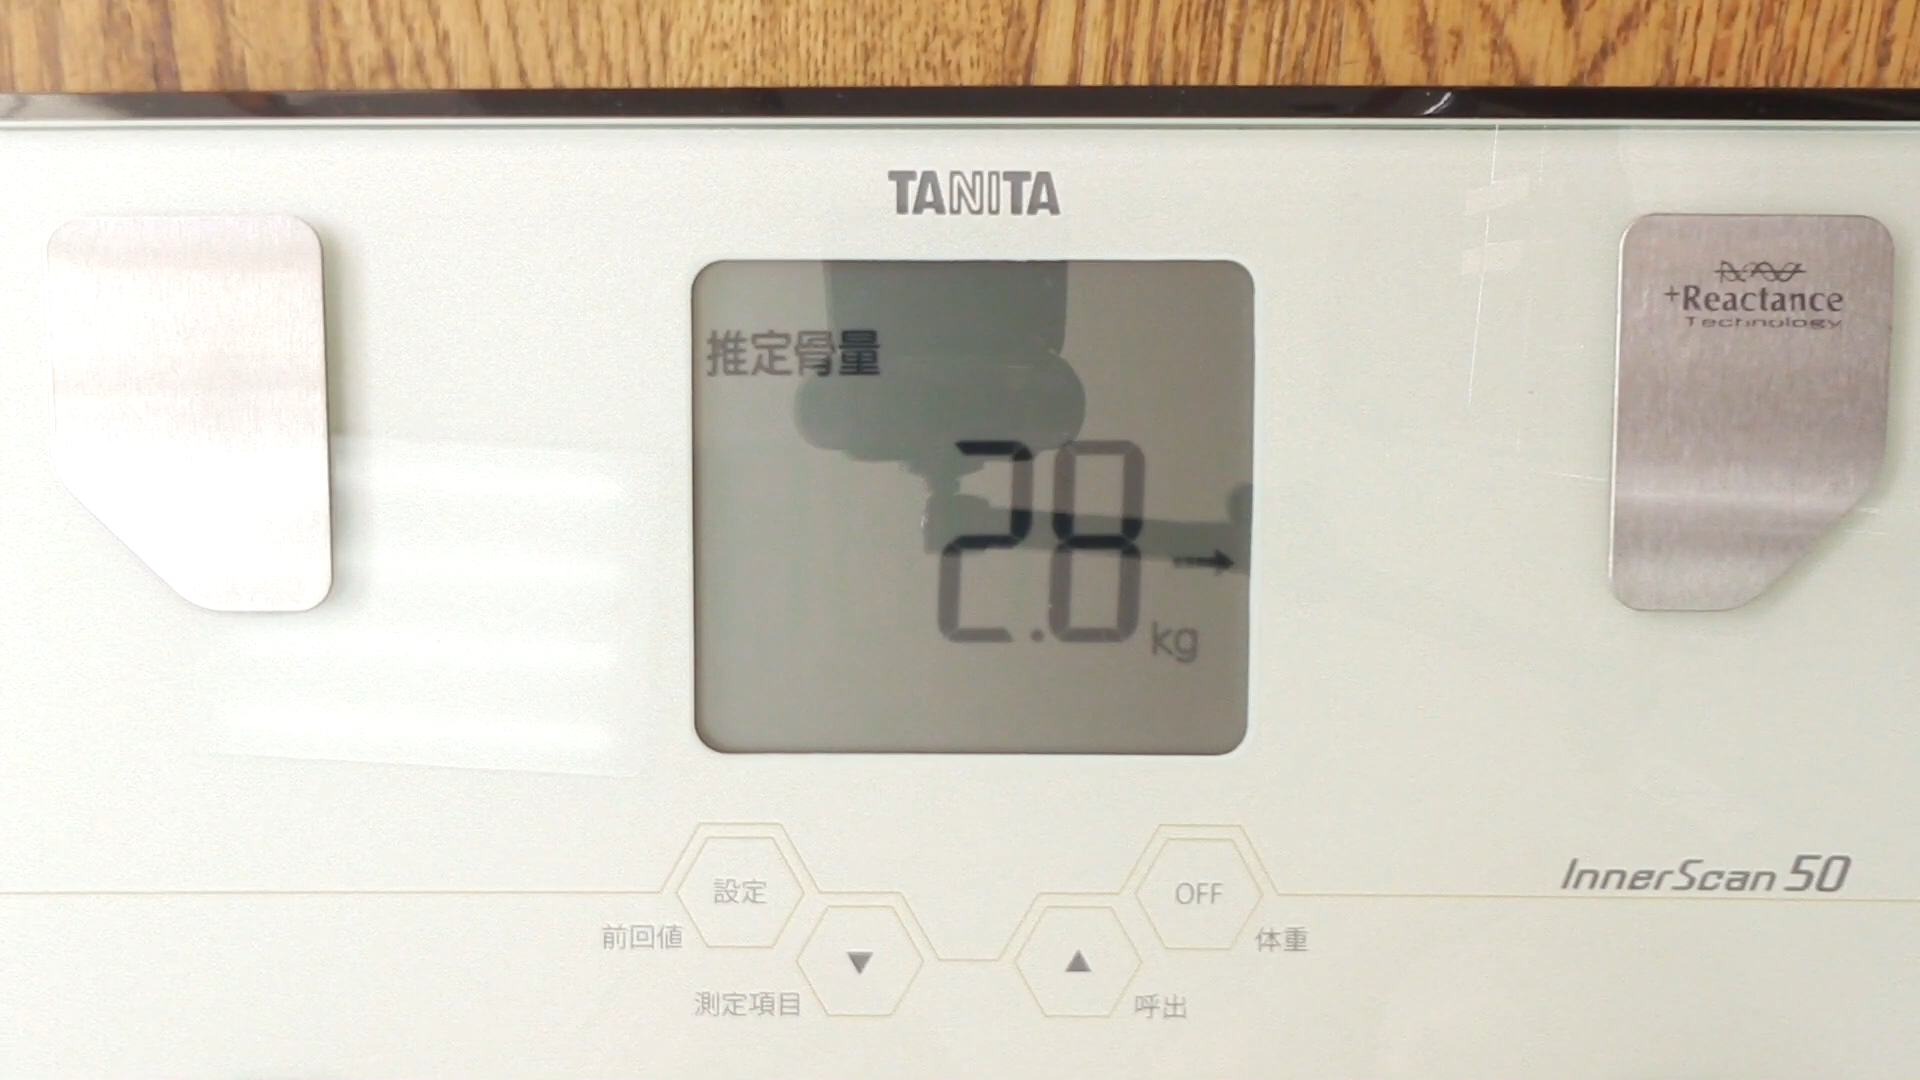 TANITA
+Reactance
Technology
推定骨量
2.8 →
kg
InnerScan 50
設定
OFF
前回値
体重
▼
▲
測定項目
呼出